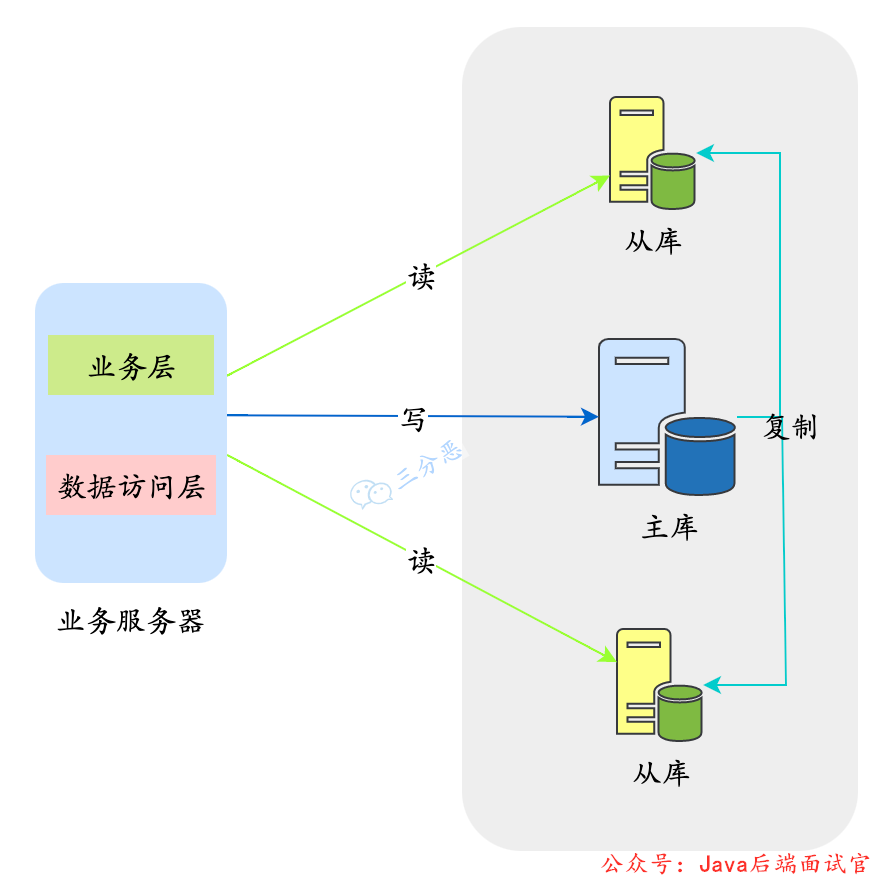 从库
读
业务层
写
复制
三分恶
数据访问层
主库
读
业务服务器
从库
公众号：Java后端面试官